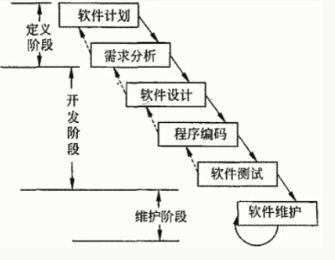 软件计划
定义
阶段
需求分析
开发阶段
软件设计
程序编码
软件测试
维护阶段
软件维护